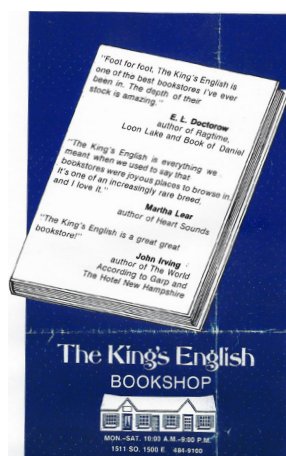 "Foot for foot, The King's English is
one of the best bookstores I've ever
been in. The depth of their
stock is amazing."
E. L. Doctorow
author of Ragtime,
Loon Lake and Book of Daniel
"The King's English is everything we
meant when we used to say that
bookstores were joyous places to browse in.
It's one of an increasingly rare breed,
and I love it."
Martha Lear
author of Heart Sounds
"The King's English is a great great
bookstore!"
John Irving
author of The World
According to Garp and
The Hotel New Hampshire
The King's English
BOOKSHOP
MON.-SAT. 10:00 A.M.-9:00 P.M.
1511 SO. 1500 E. 484-9100